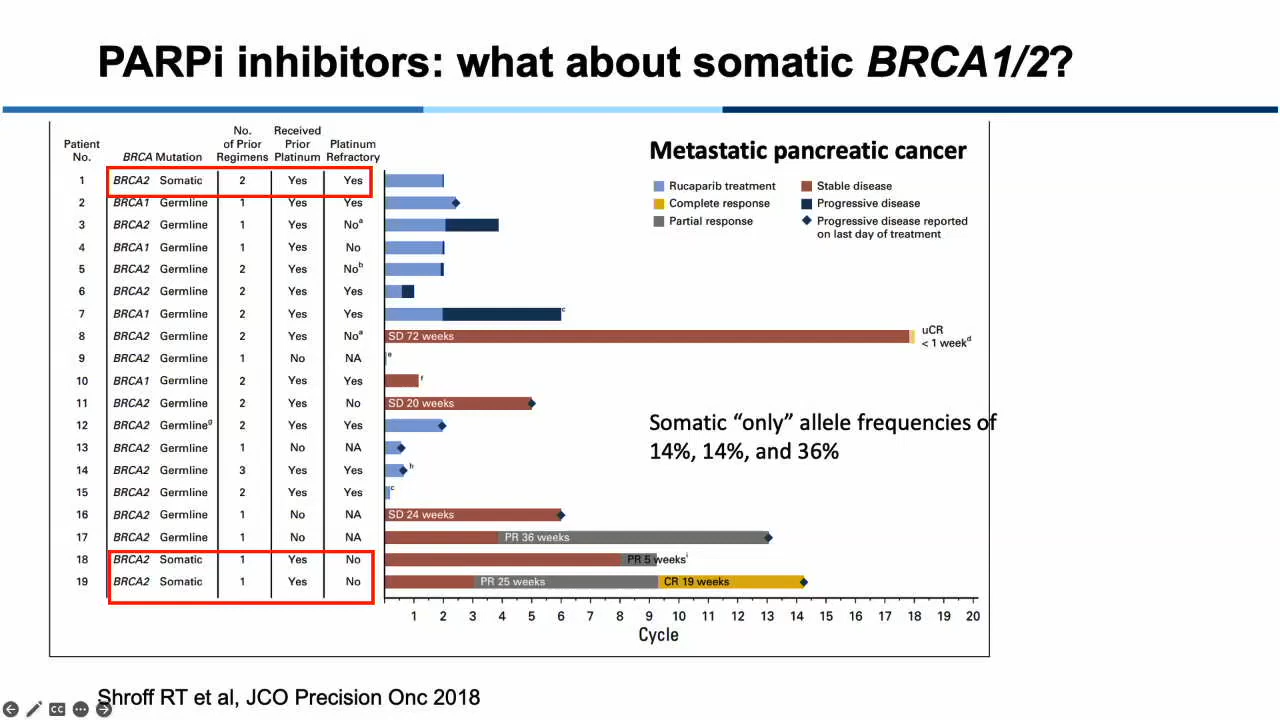 PARPi inhibitors: what about somatic BRCA1/2?
Patient No. BRCA Mutation No. of Prior Regimens Received Prior Platinum Platinum Refractory
1 BRCA2 Somatic 2 Yes Yes
2 BRCA1 Germline 1 Yes Yes
3 BRCA2 Germline 1 Yes Noa
4 BRCA1 Germline 1 Yes No
5 BRCA2 Germline 2 Yes Nob
6 BRCA2 Germline 2 Yes Yes
7 BRCA1 Germline 2 Yes Yes c
8 BRCA2 Germline 2 Yes Noa SD 72 weeks uCR < 1 weekd
9 BRCA2 Germline 1 No NA e
10 BRCA1 Germline 2 Yes Yes f
11 BRCA2 Germline 2 Yes No SD 20 weeks
12 BRCA2 Germlineg 2 Yes Yes
13 BRCA2 Germline 1 No NA
14 BRCA2 Germline 3 Yes Yes h
15 BRCA2 Germline 2 Yes Yes c
16 BRCA2 Germline 1 No NA SD 24 weeks
17 BRCA2 Germline 1 No NA PR 36 weeks
18 BRCA2 Somatic 1 Yes No PR 5 weeksi
19 BRCA2 Somatic 1 Yes No PR 25 weeks CR 19 weeks
1 2 3 4 5 6 7 8 9 10 11 12 13 14 15 16 17 18 19 20
Cycle
Metastatic pancreatic cancer
Rucaparib treatment
Complete response
Partial response
Stable disease
Progressive disease
Progressive disease reported
on last day of treatment
Somatic “only” allele frequencies of
14%, 14%, and 36%
Shroff RT et al, JCO Precision Onc 2018
CC